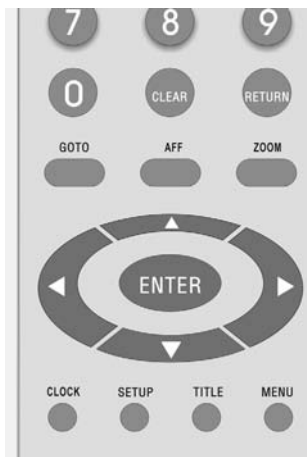 7 8 9
0 CLEAR RETURN
GOTO AFF ZOOM
ENTER
CLOCK SETUP TITLE MENU